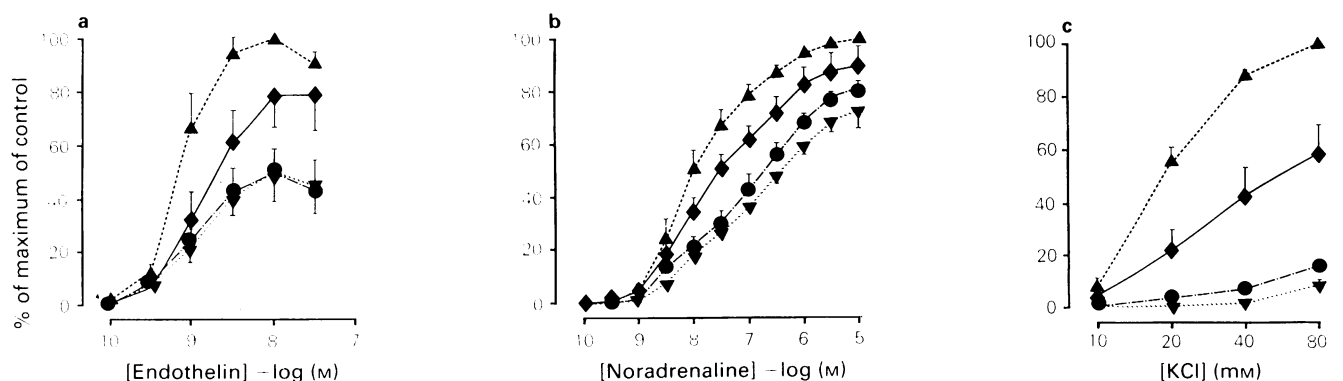 a
b
c
% of maximum of control
100
80
60
40
20
0
10 9 8 7
[Endothelin] –log (M)
100
80
60
40
20
0
10 9 8 7 6 5
[Noradrenaline] –log (M)
100
80
60
40
20
0
10 20 40 80
[KCl] (mM)